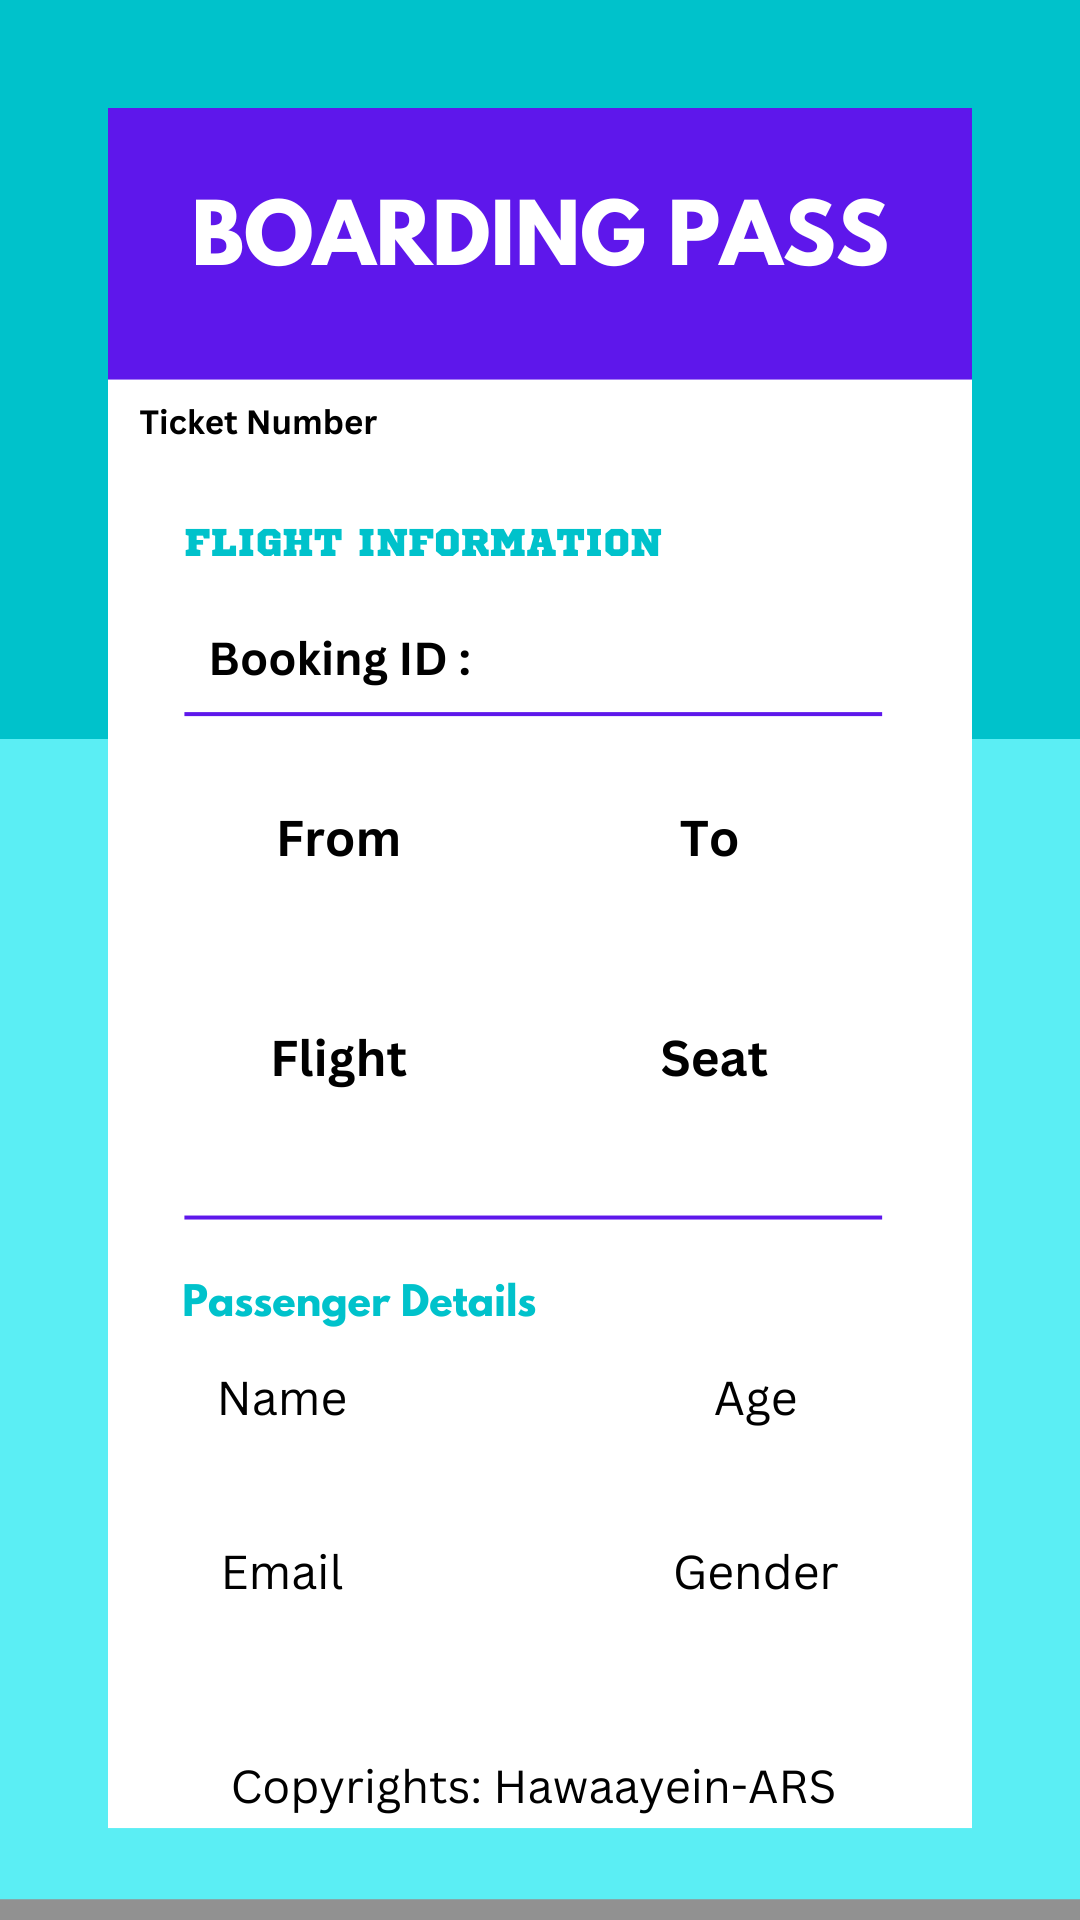 BOARDING PASS
Ticket Number
FLIGHT INFORMATION
Booking ID :
From To
Flight Seat
Passenger Details
Name Age
Email Gender
Copyrights: Hawaayein-ARS